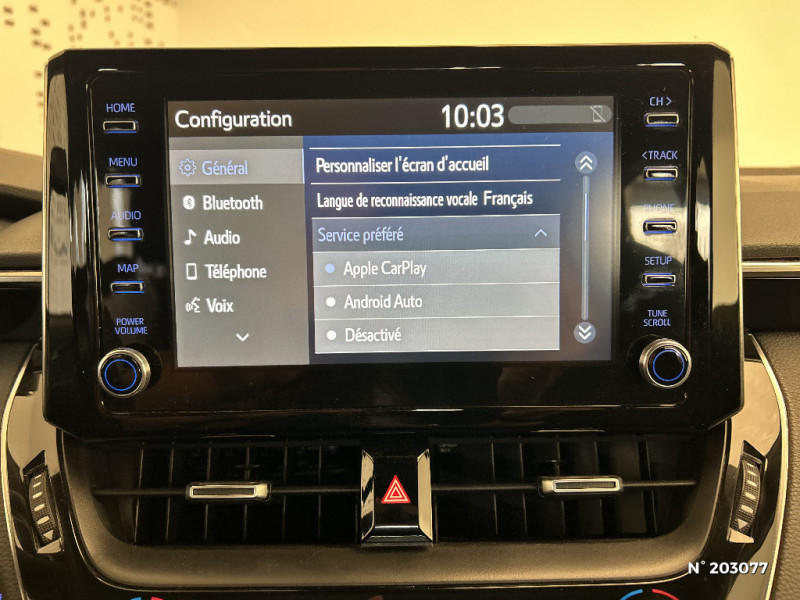 HOME
MENU
AUDIO
MAP
POWER
VOLUME
Configuration
10:03
Général
Bluetooth
Audio
Téléphone
Voix
Personnaliser l'écran d'accueil
Langue de reconnaissance vocale Français
Service préféré
Apple CarPlay
Android Auto
Désactivé
CH >
< TRACK
PHONE
SETUP
TUNE
SCROLL
N° 203077